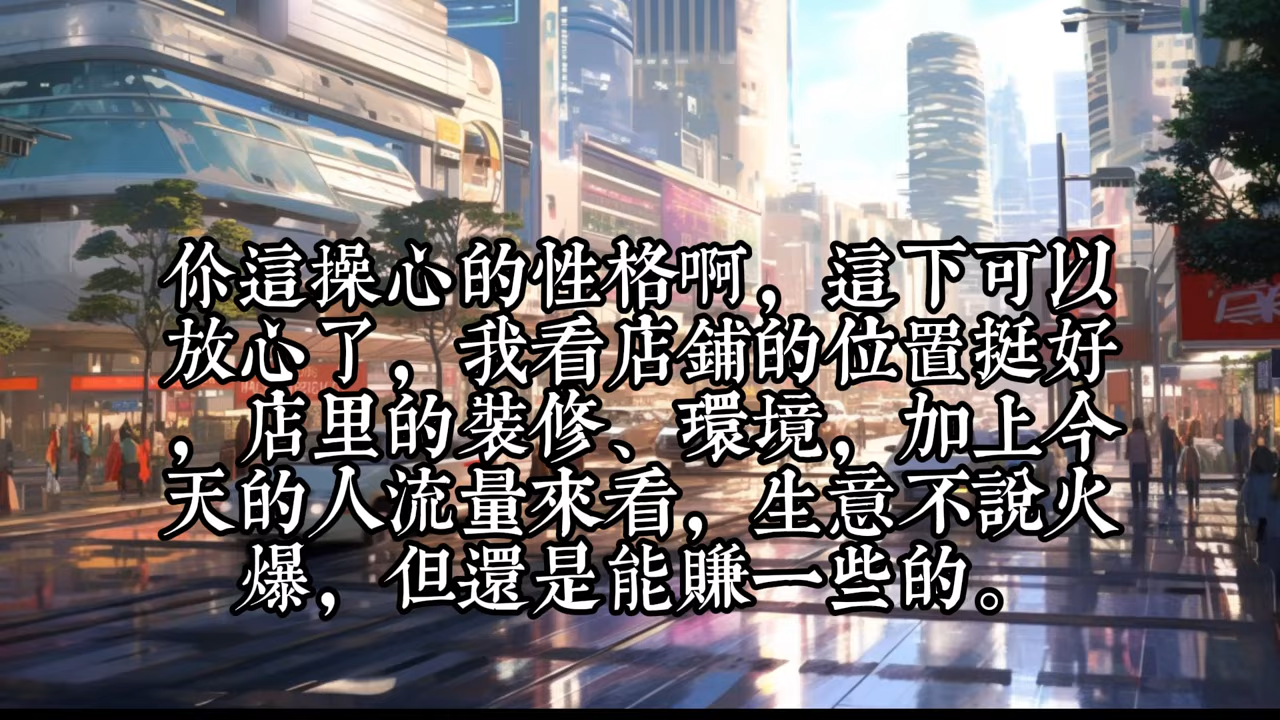 你這操心的性格啊，這下可以
放心了，我看店鋪的位置挺好
，店里的裝修、環境，加上今
天的人流量來看，生意不說火
爆，但還是能賺一些的。